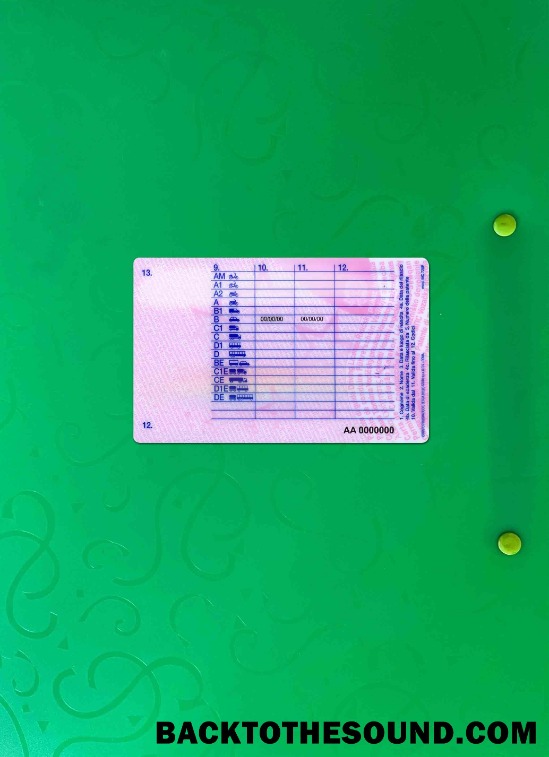 13.
9. 10. 11. 12.
AM
A1
A2
A
B1
B 00/00/00 00/00/00
C1
C
D1
D
BE
C1E
CE
D1E
DE
12.
AA 0000000
1. Cognome 2. Nome 3. Data e luogo di nascita 4a. Data del rilascio
4b. Data di scadenza 4c. Rilasciata da 5. Numero della patente
10. Valida dal 11. Valida fino al 12. Codici
BACKTOTHESOUND.COM